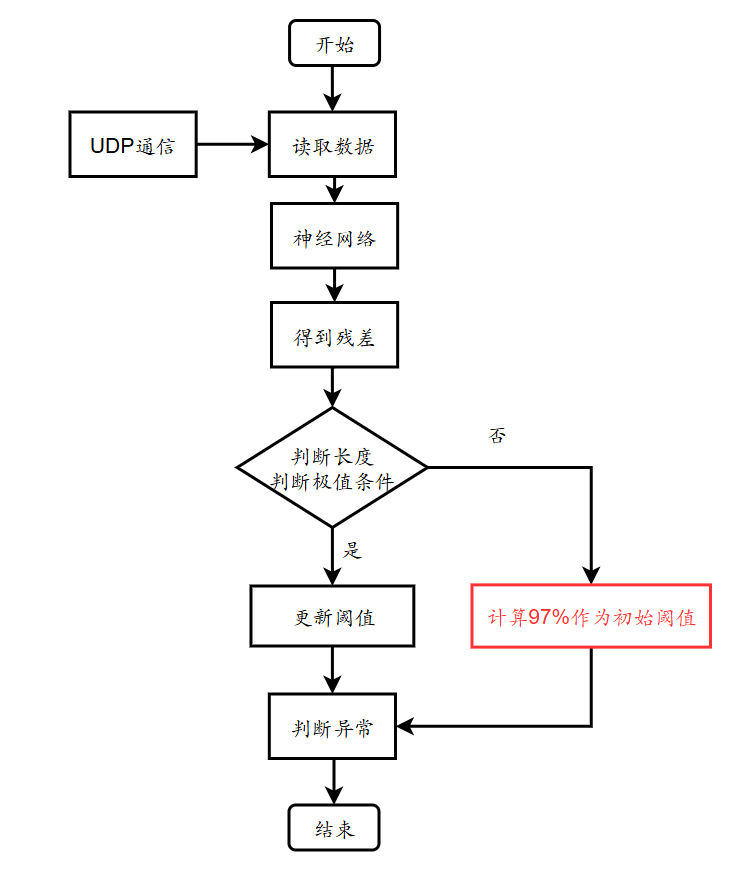 开始
UDP通信
读取数据
神经网络
得到残差
判断长度
判断极值条件
否
是
更新阈值
计算97%作为初始阈值
判断异常
结束